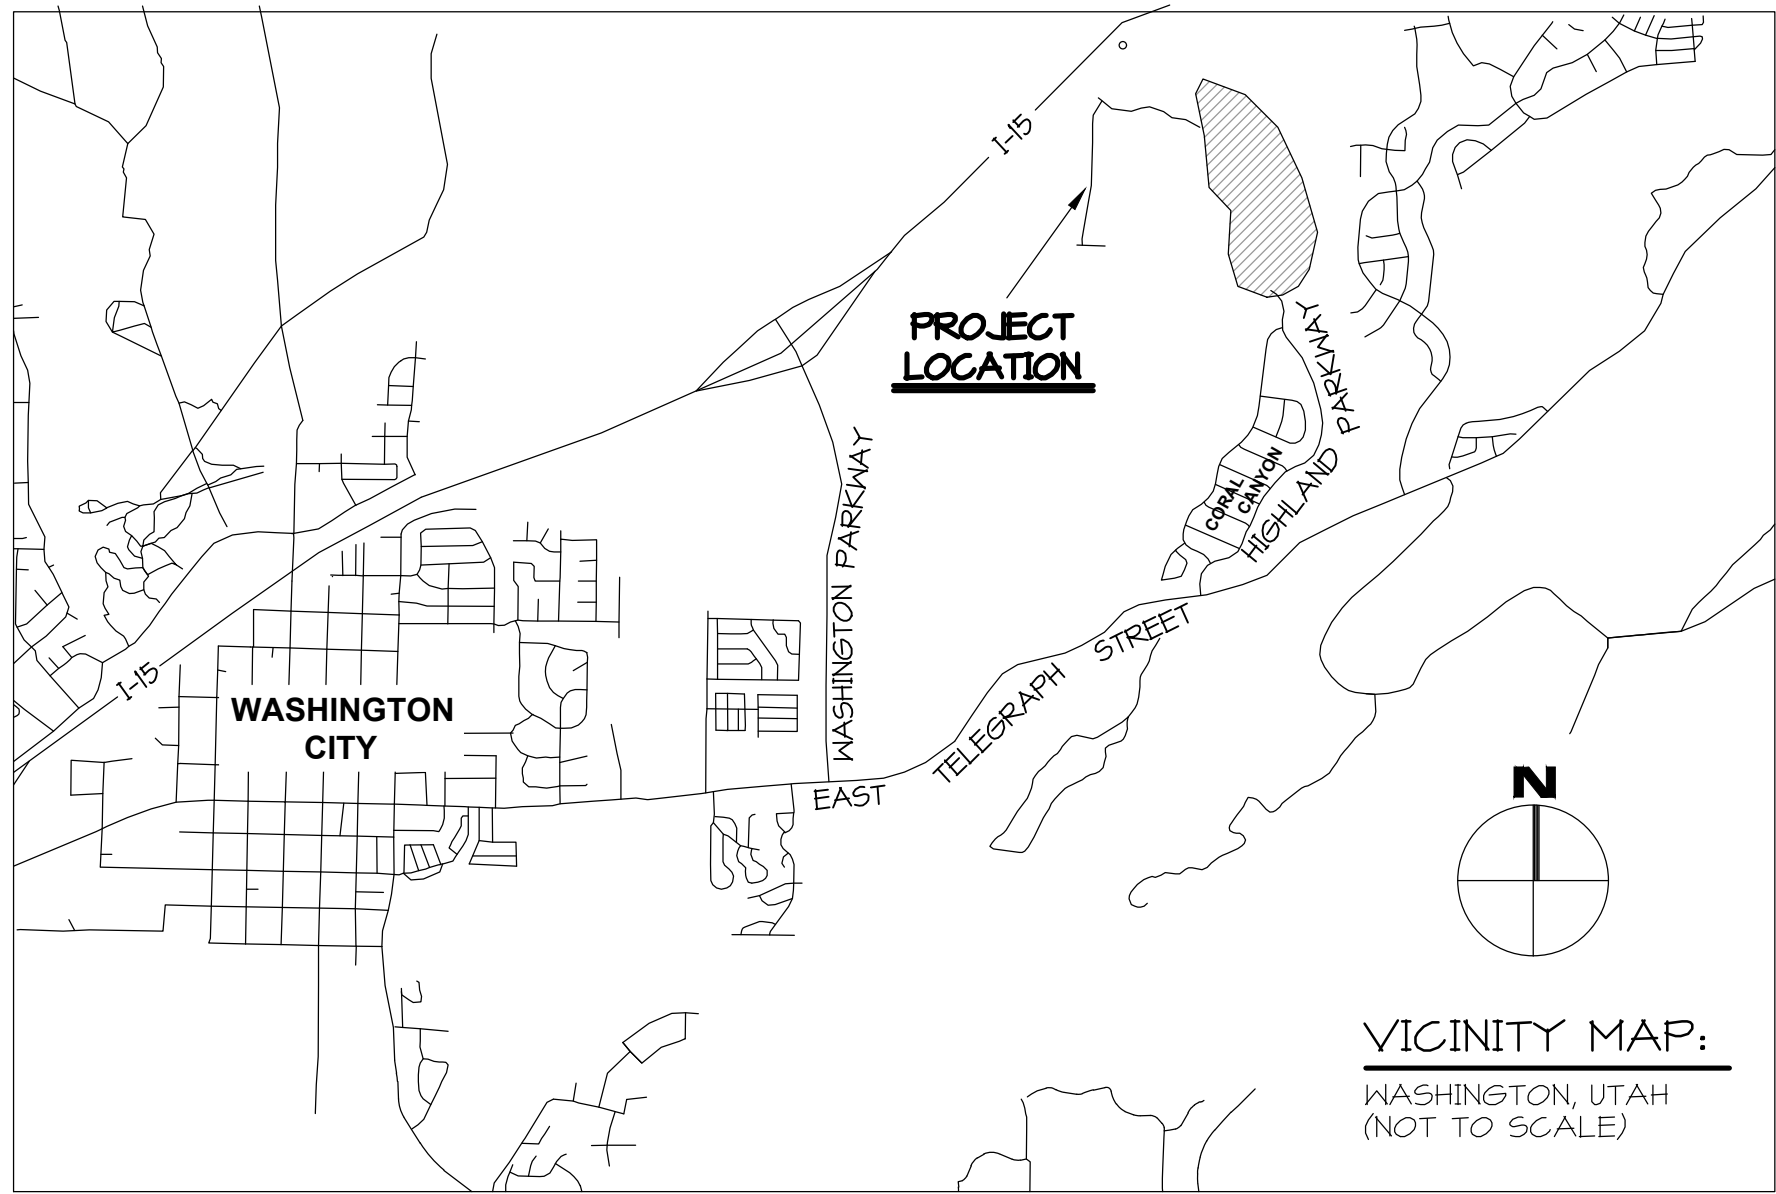 I-15
PROJECT
LOCATION
HIGHLAND PARKWAY
CORAL
CANYON
WASHINGTON PARKWAY
I-15
WASHINGTON
CITY
EAST TELEGRAPH STREET
N
VICINITY MAP:
WASHINGTON, UTAH
(NOT TO SCALE)